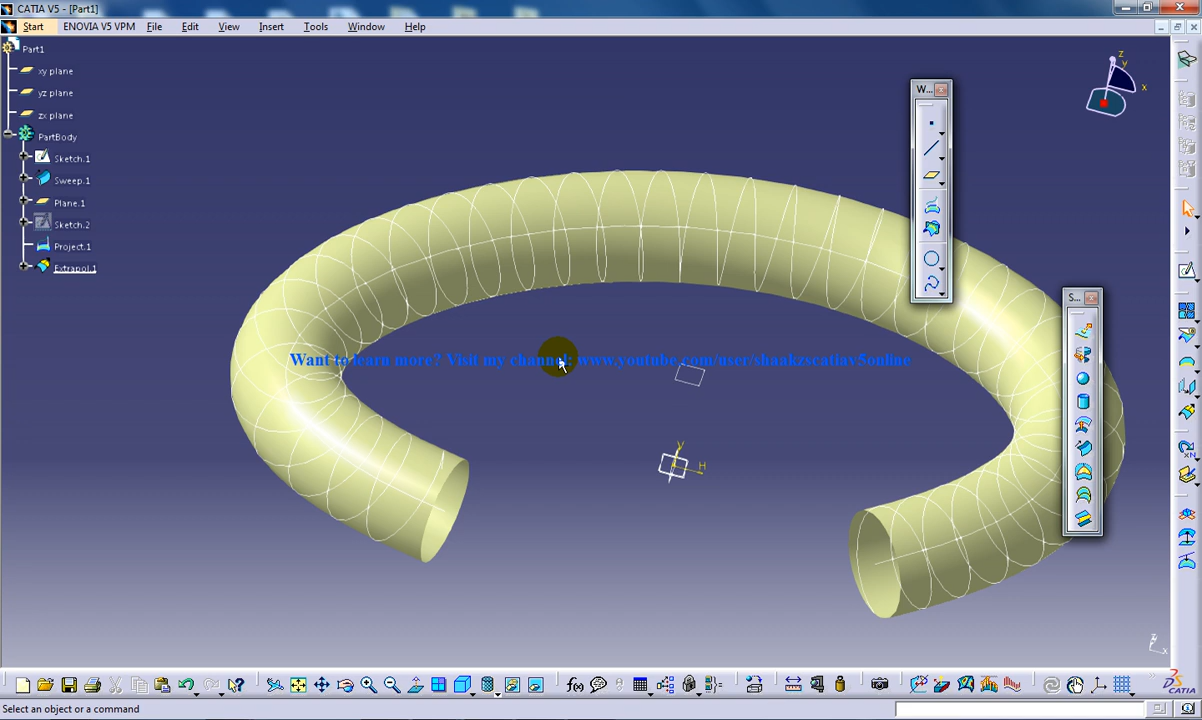 CATIA V5 - [Part1]
Start ENOVIA V5 VPM File Edit View Insert Tools Window Help
Part1
xy plane
yz plane
zx plane
PartBody
Sketch.1
Sweep.1
Plane.1
Sketch.2
Project.1
Extrapol.1
W...
z
y
x
S...
Want to learn more? Visit my channel: www.youtube.com/user/shaakzscatiav5online
V
H
CATIA
Select an object or a command